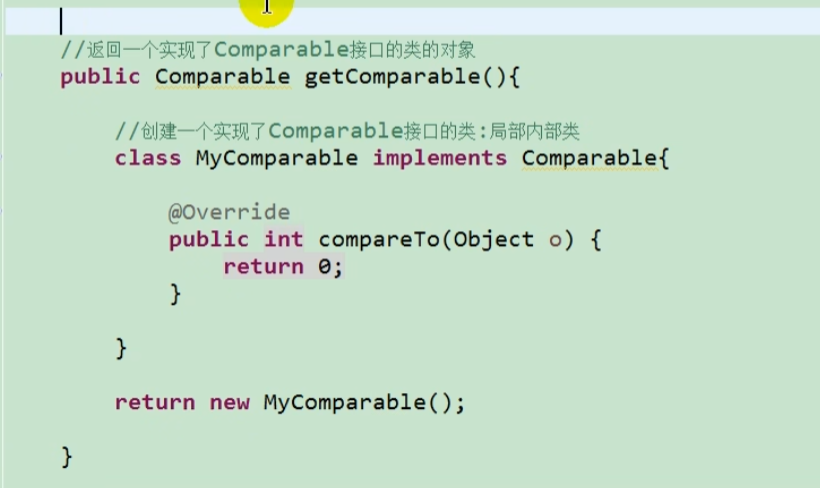 //返回一个实现了Comparable接口的类的对象
public Comparable getComparable(){
//创建一个实现了Comparable接口的类:局部内部类
class MyComparable implements Comparable{
@Override
public int compareTo(Object o) {
return 0;
}
}
return new MyComparable();
}